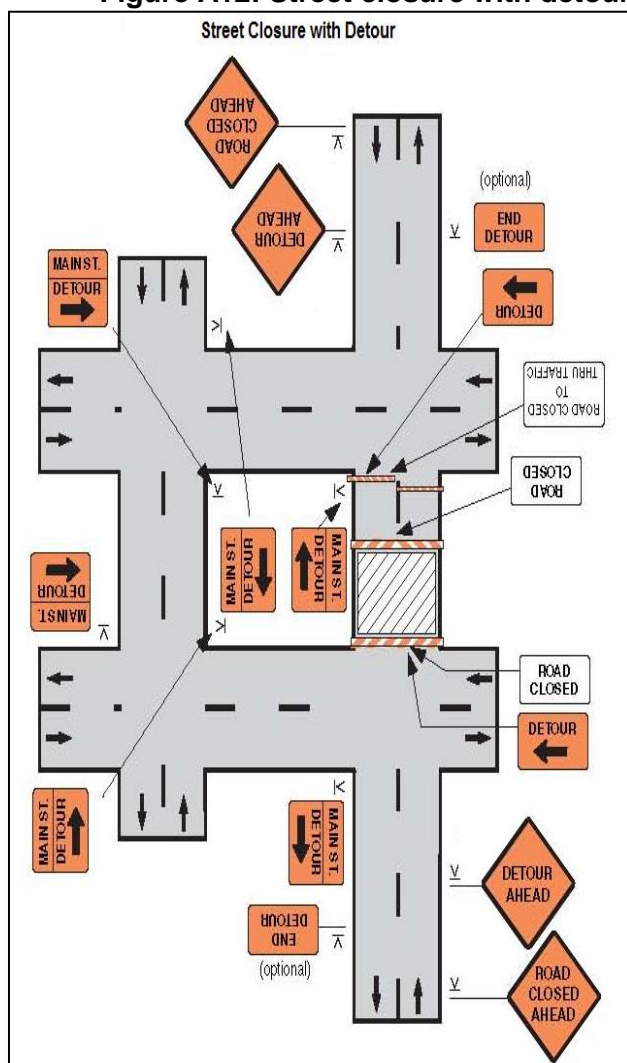 Figure A12: Street closure with detour
Street Closure with Detour
ROAD
CLOSED
AHEAD
DETOUR
AHEAD
(optional)
END
DETOUR
MAIN ST.
DETOUR
DETOUR
ROAD CLOSED
TO
THRU TRAFFIC
ROAD
CLOSED
MAIN ST.
DETOUR
MAIN ST.
DETOUR
MAIN ST.
DETOUR
ROAD
CLOSED
DETOUR
MAIN ST.
DETOUR
MAIN ST.
DETOUR
DETOUR
AHEAD
END
DETOUR
(optional)
ROAD
CLOSED
AHEAD